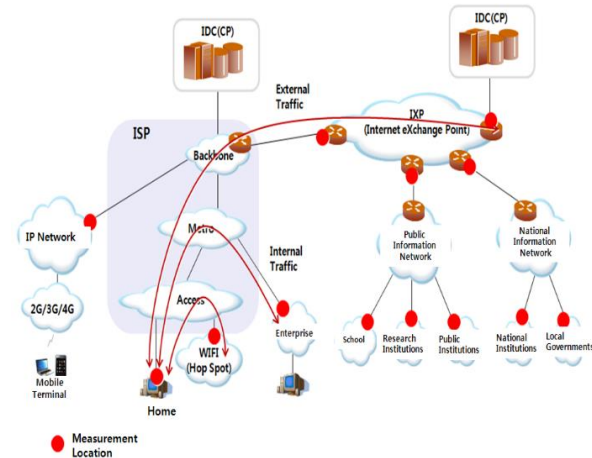 IDC(CP)
IDC(CP)
External
Traffic
IXP
(Internet eXchange Point)
ISP
Backbone
IP Network
Metro
Internal
Traffic
Public
Information
Network
National
Information
Network
2G/3G/4G
Access
Enterprise
School
Research
Institutions
Public
Institutions
National
Institutions
Local
Governments
WIFI
(Hop Spot)
Mobile
Terminal
Home
Measurement
Location